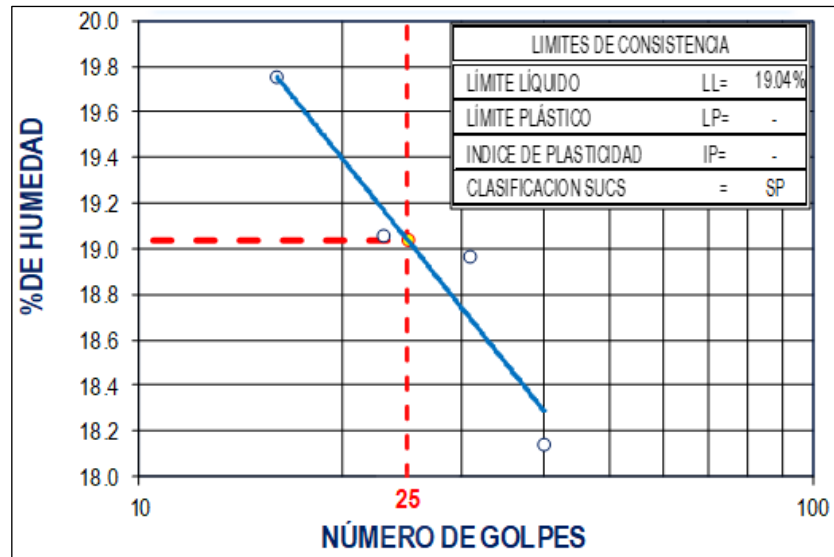 LIMITES DE CONSISTENCIA
LÍMITE LÍQUIDO LL= 19.04%
LÍMITE PLÁSTICO LP= -
INDICE DE PLASTICIDAD IP= -
CLASIFICACION SUCS = SP
%DE HUMEDAD
20.0
19.8
19.6
19.4
19.2
19.0
18.8
18.6
18.4
18.2
18.0
10 25 100
NÚMERO DE GOLPES